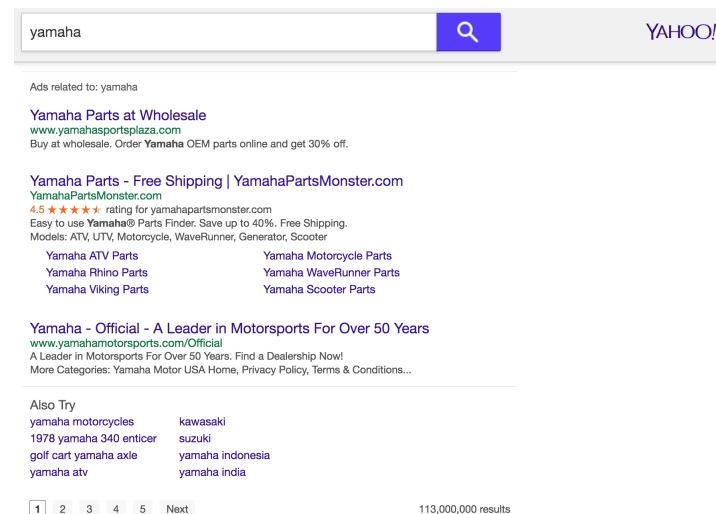 yamaha
YAHOO!
Ads related to: yamaha
Yamaha Parts at Wholesale
www.yamahasportsplaza.com
Buy at wholesale. Order Yamaha OEM parts online and get 30% off.
Yamaha Parts - Free Shipping | YamahaPartsMonster.com
YamahaPartsMonster.com
4.5 ★★★★★ rating for yamahapartsmonster.com
Easy to use Yamaha® Parts Finder. Save up to 40%. Free Shipping.
Models: ATV, UTV, Motorcycle, WaveRunner, Generator, Scooter
Yamaha ATV Parts Yamaha Motorcycle Parts
Yamaha Rhino Parts Yamaha WaveRunner Parts
Yamaha Viking Parts Yamaha Scooter Parts
Yamaha - Official - A Leader in Motorsports For Over 50 Years
www.yamahamotorsports.com/Official
A Leader in Motorsports For Over 50 Years. Find a Dealership Now!
More Categories: Yamaha Motor USA Home, Privacy Policy, Terms & Conditions...
Also Try
yamaha motorcycles kawasaki
1978 yamaha 340 enticer suzuki
golf cart yamaha axle yamaha indonesia
yamaha atv yamaha india
1 2 3 4 5 Next 113,000,000 results